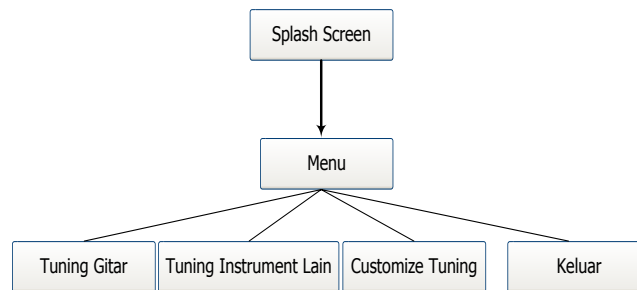 Splash Screen
Menu
Tuning Gitar
Tuning Instrument Lain
Customize Tuning
Keluar